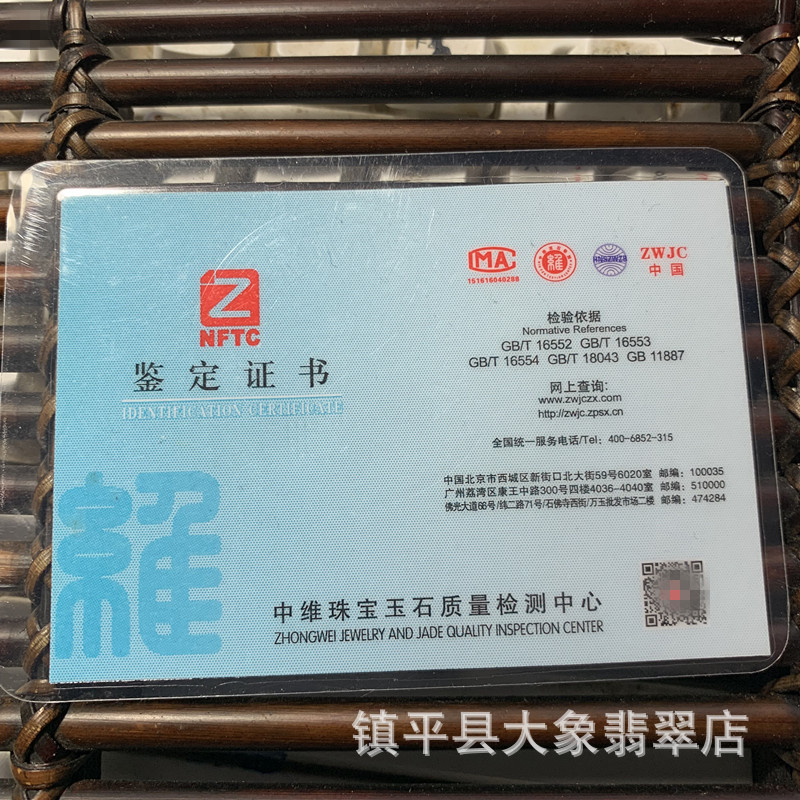 Z
NFTC
鉴定证书
IDENTIFICATION CERTIFICATE
CMA
151616040288
HNSZWZB
ZWJC
中国
检验依据
Normative References
GB/T 16552 GB/T 16553
GB/T 16554 GB/T 18043 GB 11887
网上查询:
www.zwjczx.com
http://zwjc.zpsx.cn
全国统一服务电话/Tel: 400-6852-315
中国北京市西城区新街口北大街59号6020室 邮编: 100035
广州荔湾区康王中路300号四楼4036-4040室 邮编: 510000
佛光大道66号/纬二路71号/石佛寺西街/万玉批发市场二楼 邮编: 474284
維
中维珠宝玉石质量检测中心
ZHONGWEI JEWELRY AND JADE QUALITY INSPECTION CENTER
镇平县大象翡翠店